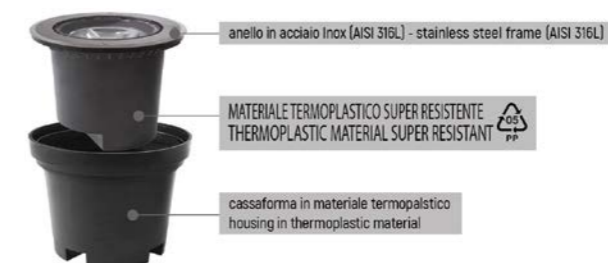 anello in acciaio Inox (AISI 316L) - stainless steel frame (AISI 316L)
MATERIALE TERMOPLASTICO SUPER RESISTENTE
THERMOPLASTIC MATERIAL SUPER RESISTANT
05
PP
cassaforma in materiale termopalstico
housing in thermoplastic material